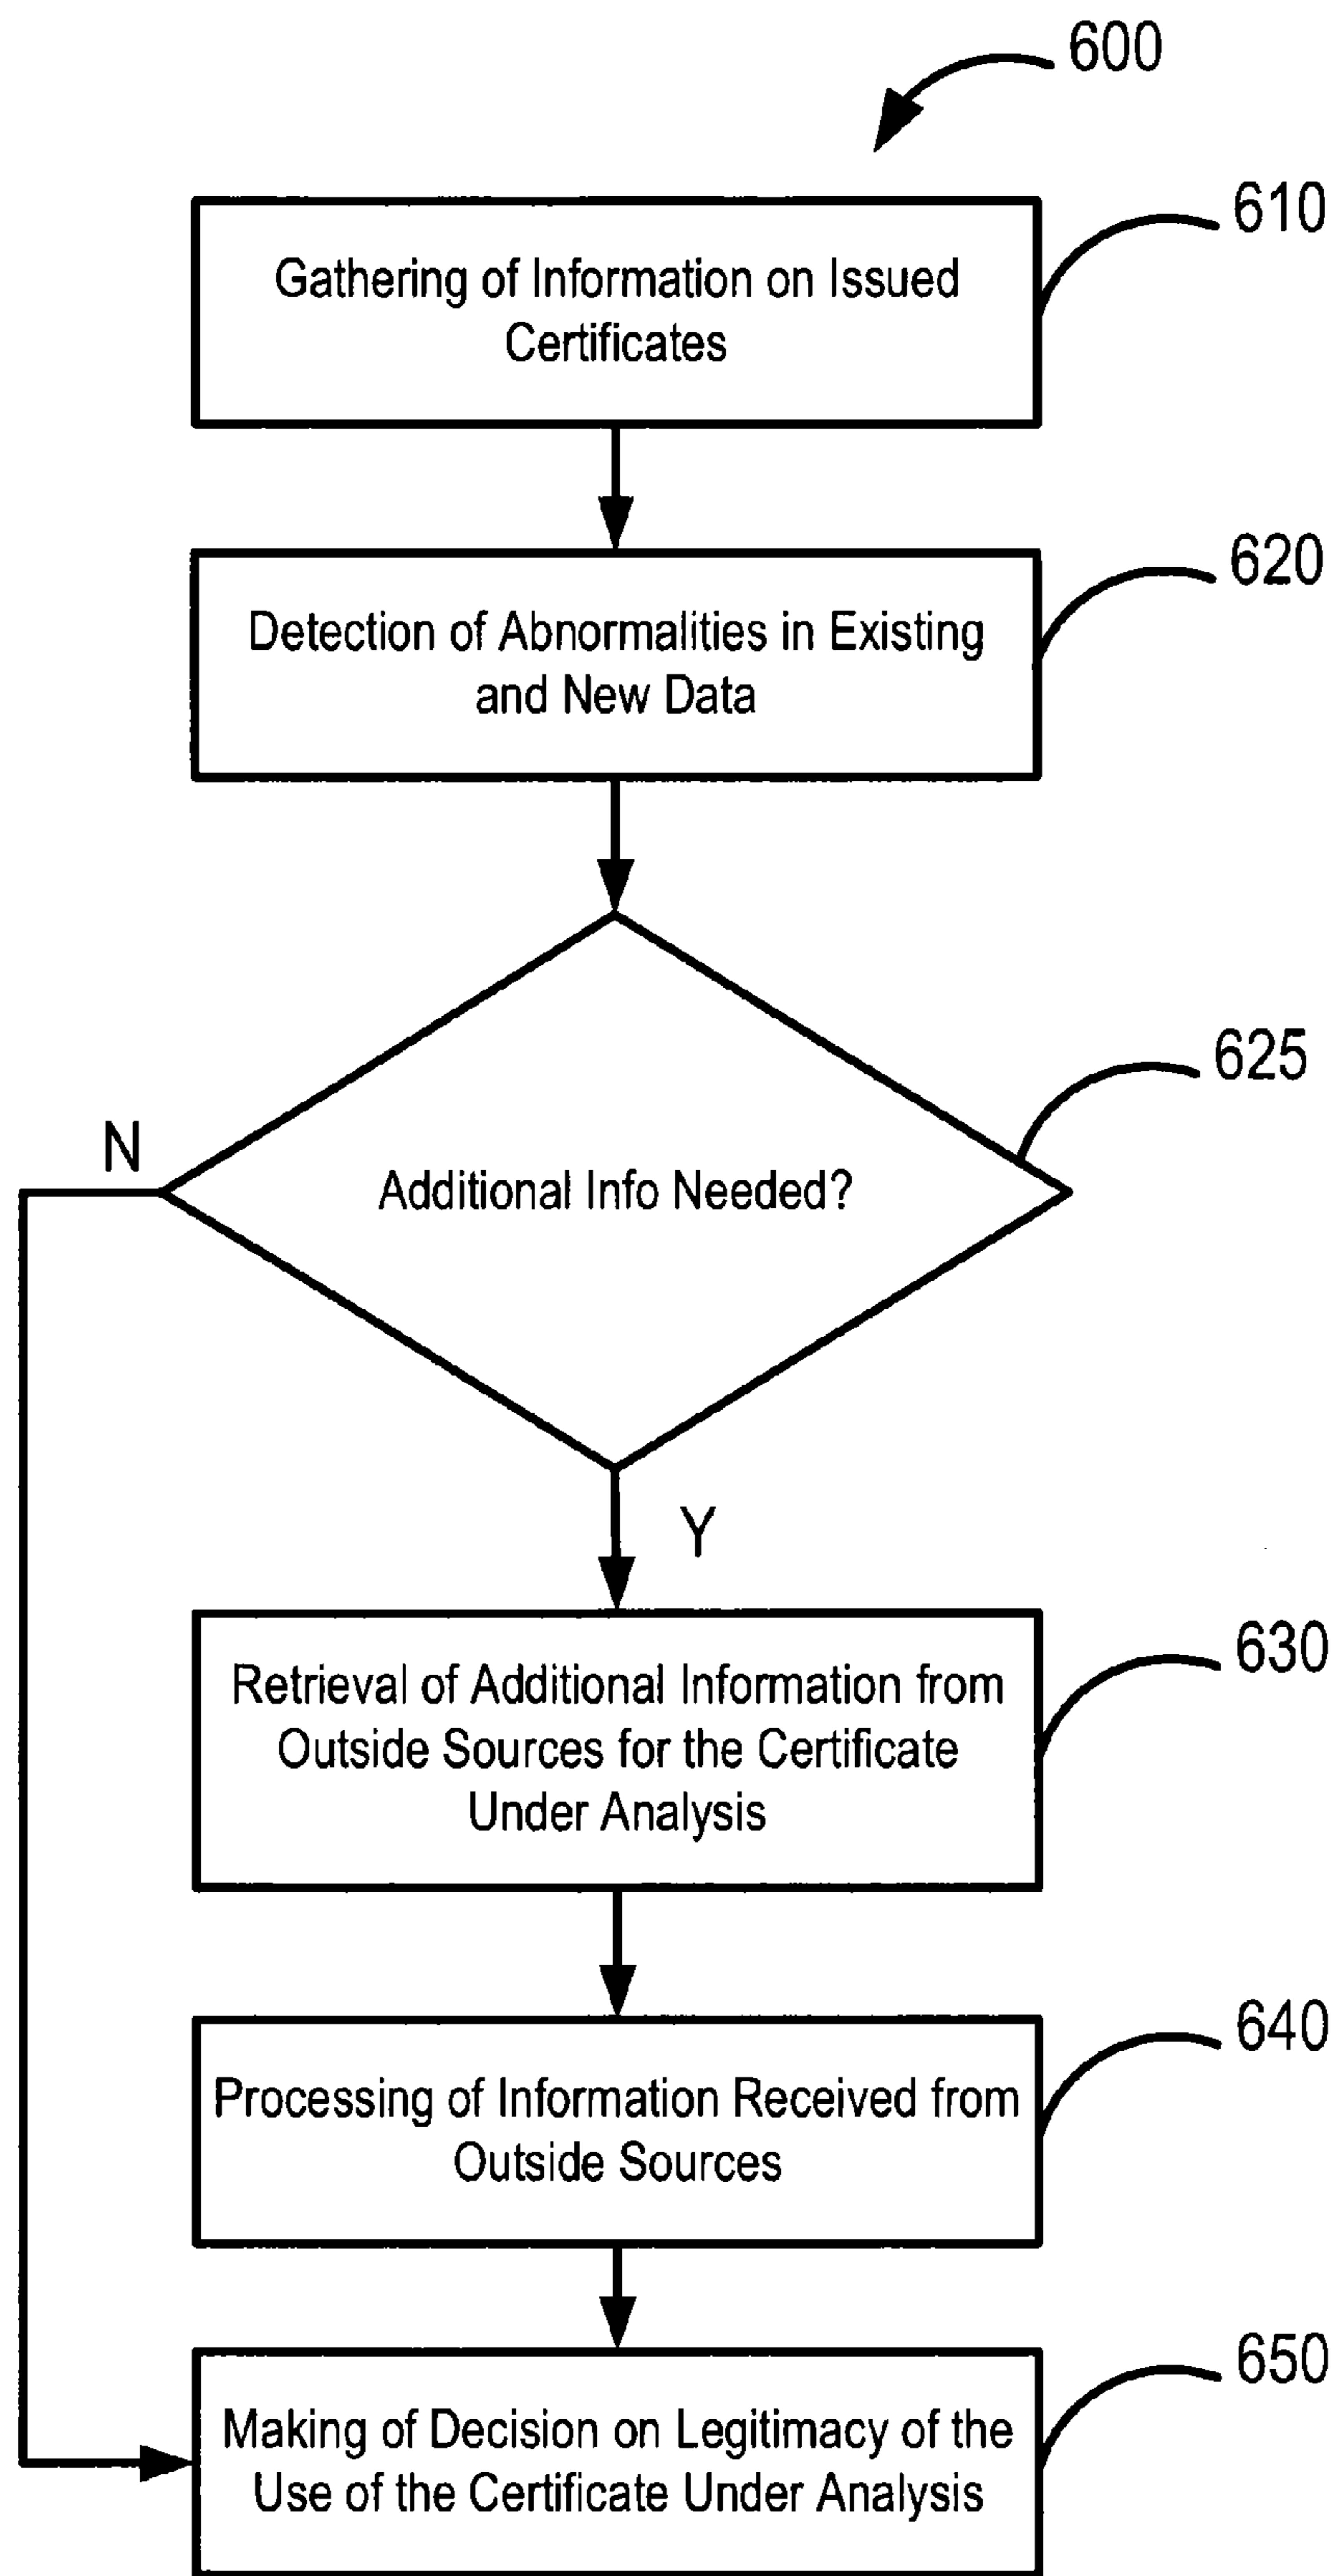 600
610
Gathering of Information on Issued
Certificates
620
Detection of Abnormalities in Existing
and New Data
625
N
Additional Info Needed?
Y
630
Retrieval of Additional Information from
Outside Sources for the Certificate
Under Analysis
640
Processing of Information Received from
Outside Sources
650
Making of Decision on Legitimacy of the
Use of the Certificate Under Analysis